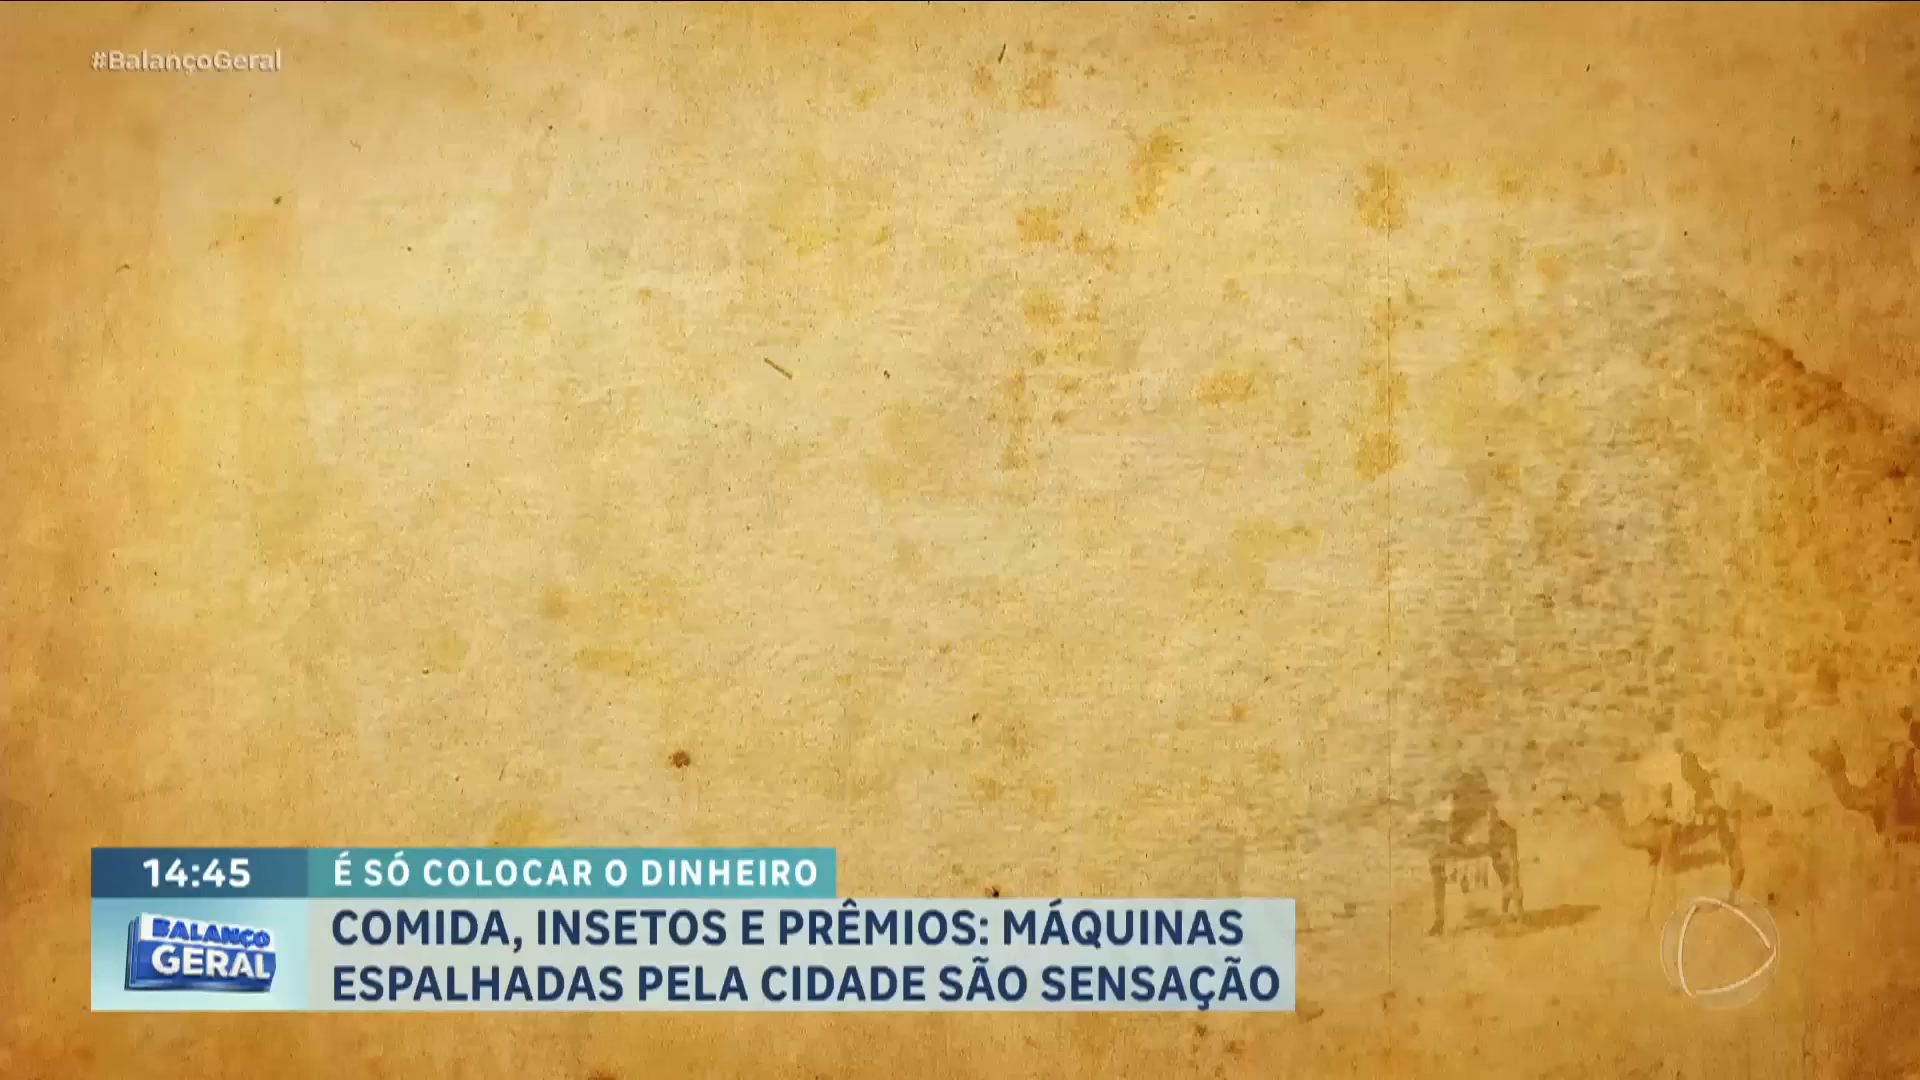 #BalançoGeral
14:45
É SÓ COLOCAR O DINHEIRO
BALANÇO
GERAL
COMIDA, INSETOS E PRÊMIOS: MÁQUINAS
ESPALHADAS PELA CIDADE SÃO SENSAÇÃO